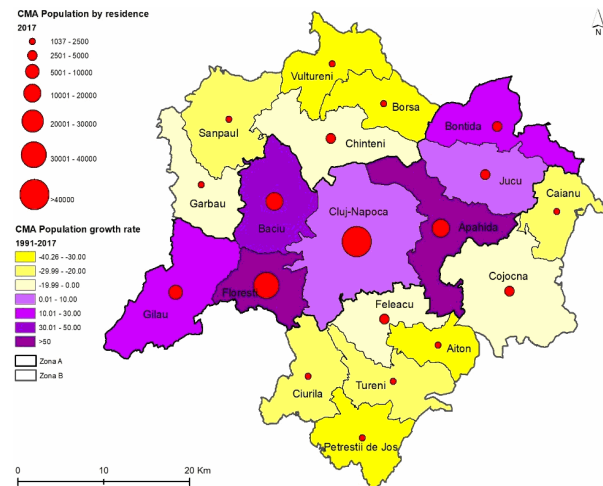 CMA Population by residence
2017
1037 - 2500
2501 - 5000
5001 - 10000
10001 - 20000
20001 - 30000
30001 - 40000
>40000
CMA Population growth rate
1991-2017
-40.26 - -30.00
-29.99 - -20.00
-19.99 - 0.00
0.01 - 10.00
10.01 - 30.00
30.01 - 50.00
>50
Zona A
Zona B
0 10 20 Km
N
Vultureni
Borsa
Sanpaul
Bontida
Chinteni
Jucu
Caianu
Garbau
Baciu
Cluj-Napoca
Apahida
Cojocna
Floresti
Gilau
Feleacu
Aiton
Ciurila
Tureni
Petrestii de Jos